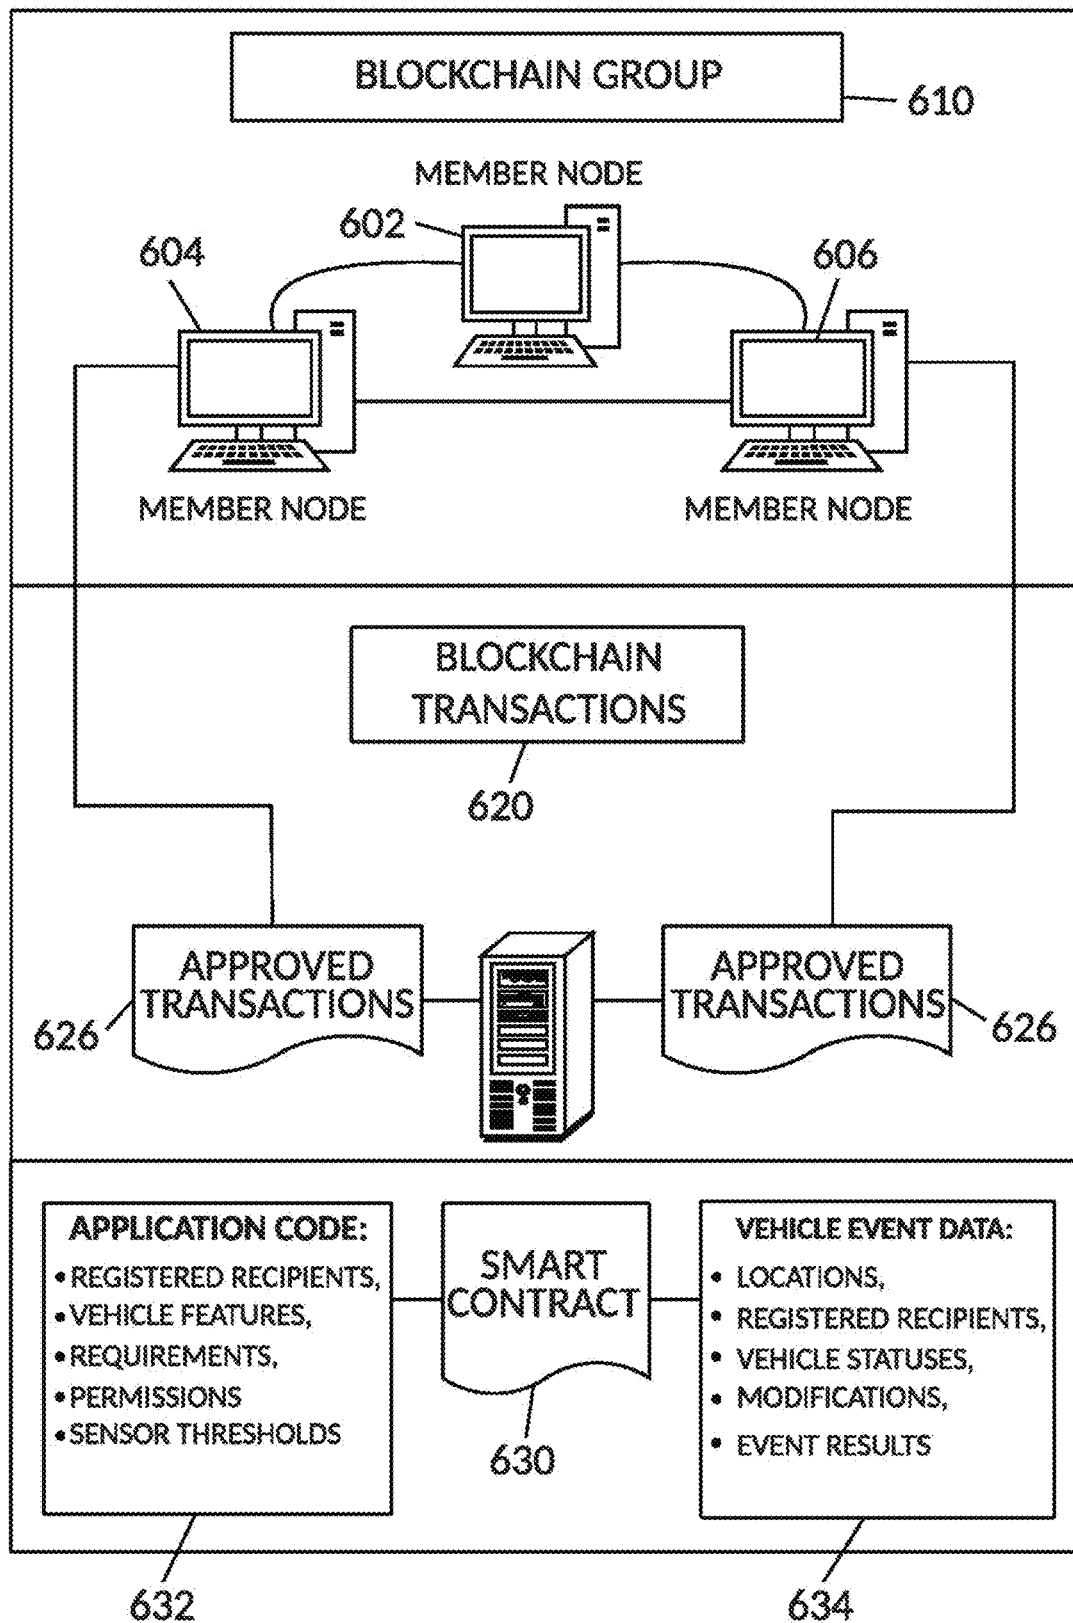 BLOCKCHAIN GROUP
610
MEMBER NODE
602
604
606
MEMBER NODE
MEMBER NODE
BLOCKCHAIN
TRANSACTIONS
620
APPROVED
TRANSACTIONS
626
APPROVED
TRANSACTIONS
626
APPLICATION CODE:
• REGISTERED RECIPIENTS,
• VEHICLE FEATURES,
• REQUIREMENTS,
• PERMISSIONS
• SENSOR THRESHOLDS
632
SMART
CONTRACT
630
VEHICLE EVENT DATA:
• LOCATIONS,
• REGISTERED RECIPIENTS,
• VEHICLE STATUSES,
• MODIFICATIONS,
• EVENT RESULTS
634